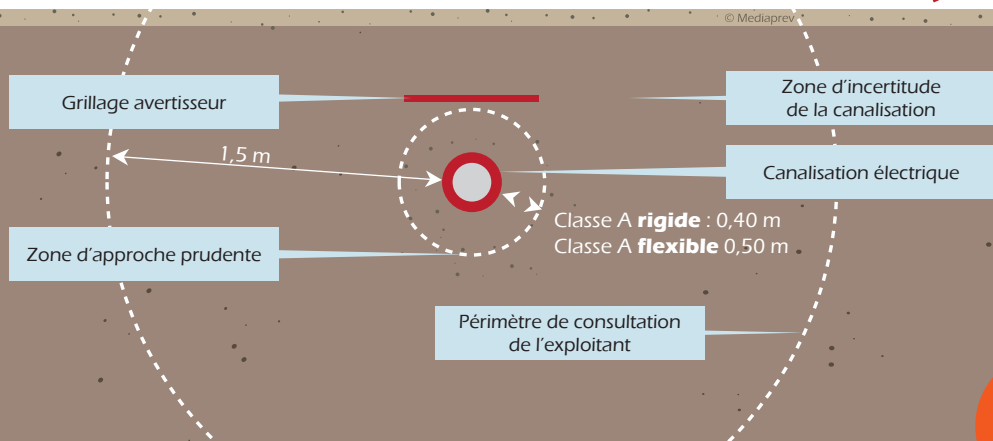 © Mediaprev
Grillage avertisseur
Zone d'incertitude
de la canalisation
1,5 m
Canalisation électrique
Classe A rigide : 0,40 m
Classe A flexible 0,50 m
Zone d'approche prudente
Périmètre de consultation
de l'exploitant